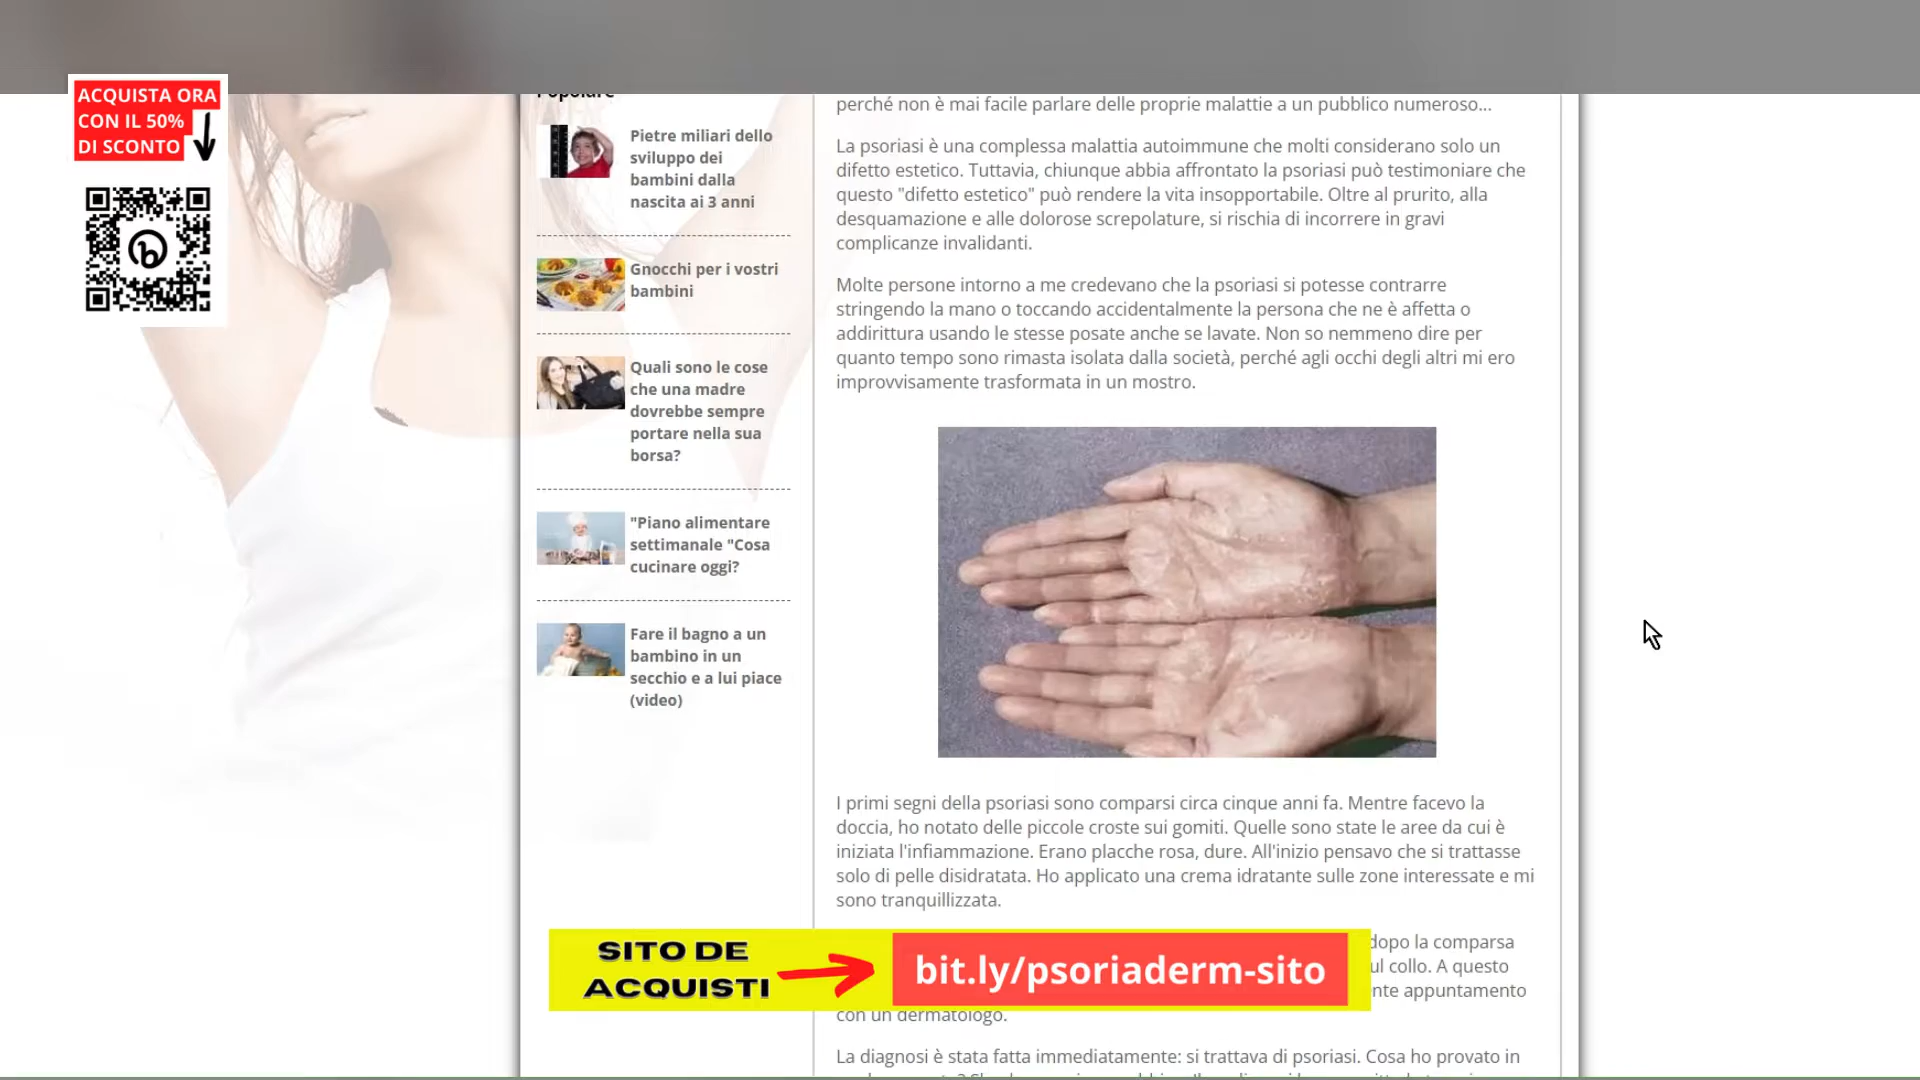 ACQUISTA ORA
CON IL 50%
DI SCONTO
Popolare
Pietre miliari dello
sviluppo dei
bambini dalla
nascita ai 3 anni
Gnocchi per i vostri
bambini
Quali sono le cose
che una madre
dovrebbe sempre
portare nella sua
borsa?
"Piano alimentare
settimanale "Cosa
cucinare oggi?
Fare il bagno a un
bambino in un
secchio e a lui piace
(video)
perché non è mai facile parlare delle proprie malattie a un pubblico numeroso...
La psoriasi è una complessa malattia autoimmune che molti considerano solo un
difetto estetico. Tuttavia, chiunque abbia affrontato la psoriasi può testimoniare che
questo "difetto estetico" può rendere la vita insopportabile. Oltre al prurito, alla
desquamazione e alle dolorose screpolature, si rischia di incorrere in gravi
complicanze invalidanti.
Molte persone intorno a me credevano che la psoriasi si potesse contrarre
stringendo la mano o toccando accidentalmente la persona che ne è affetta o
addirittura usando le stesse posate anche se lavate. Non so nemmeno dire per
quanto tempo sono rimasta isolata dalla società, perché agli occhi degli altri mi ero
improvvisamente trasformata in un mostro.
I primi segni della psoriasi sono comparsi circa cinque anni fa. Mentre facevo la
doccia, ho notato delle piccole croste sui gomiti. Quelle sono state le aree da cui è
iniziata l'infiammazione. Erano placche rosa, dure. All'inizio pensavo che si trattasse
solo di pelle disidratata. Ho applicato una crema idratante sulle zone interessate e mi
sono tranquillizzata.
dopo la comparsa
ul collo. A questo
nte appuntamento
con un dermatologo.
La diagnosi è stata fatta immediatamente: si trattava di psoriasi. Cosa ho provato in
SITO DE
ACQUISTI
bit.ly/psoriaderm-sito